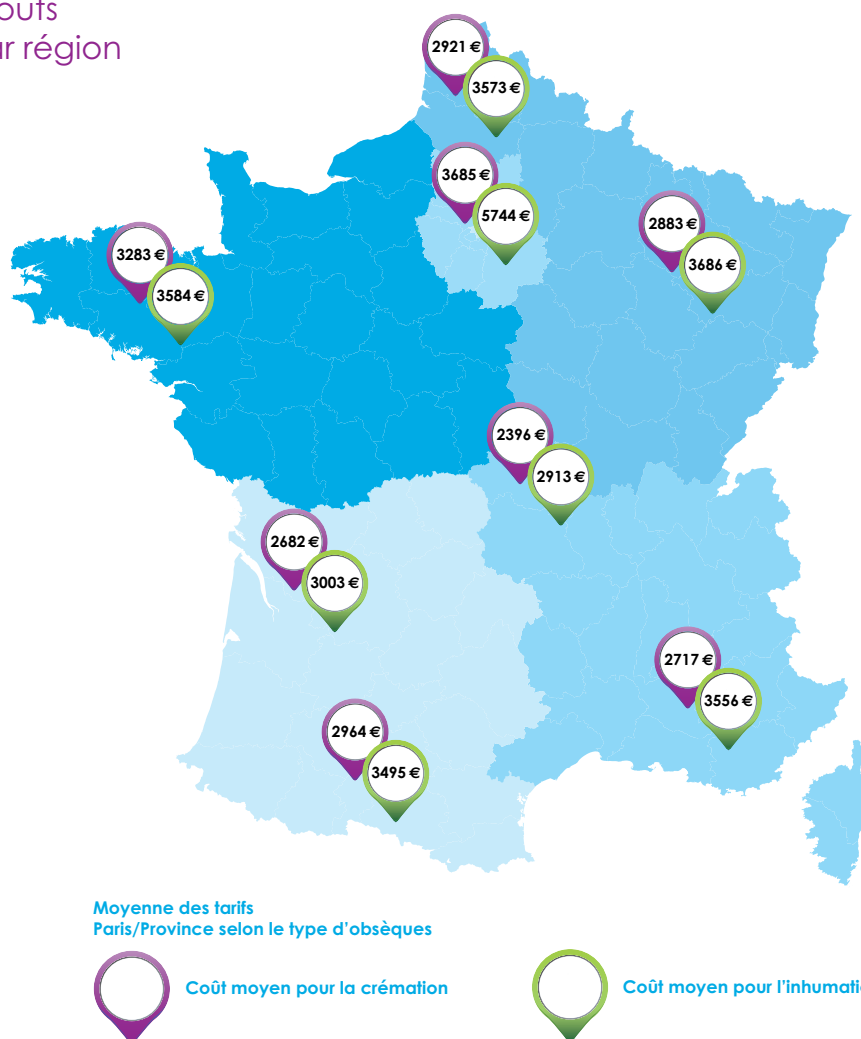 outs
r région
2921 €
3573 €
3685 €
5744 €
2883 €
3686 €
3283 €
3584 €
2396 €
2913 €
2682 €
3003 €
2717 €
3556 €
2964 €
3495 €
Moyenne des tarifs
Paris/Province selon le type d'obsèques
Coût moyen pour la crémation
Coût moyen pour l'inhumati